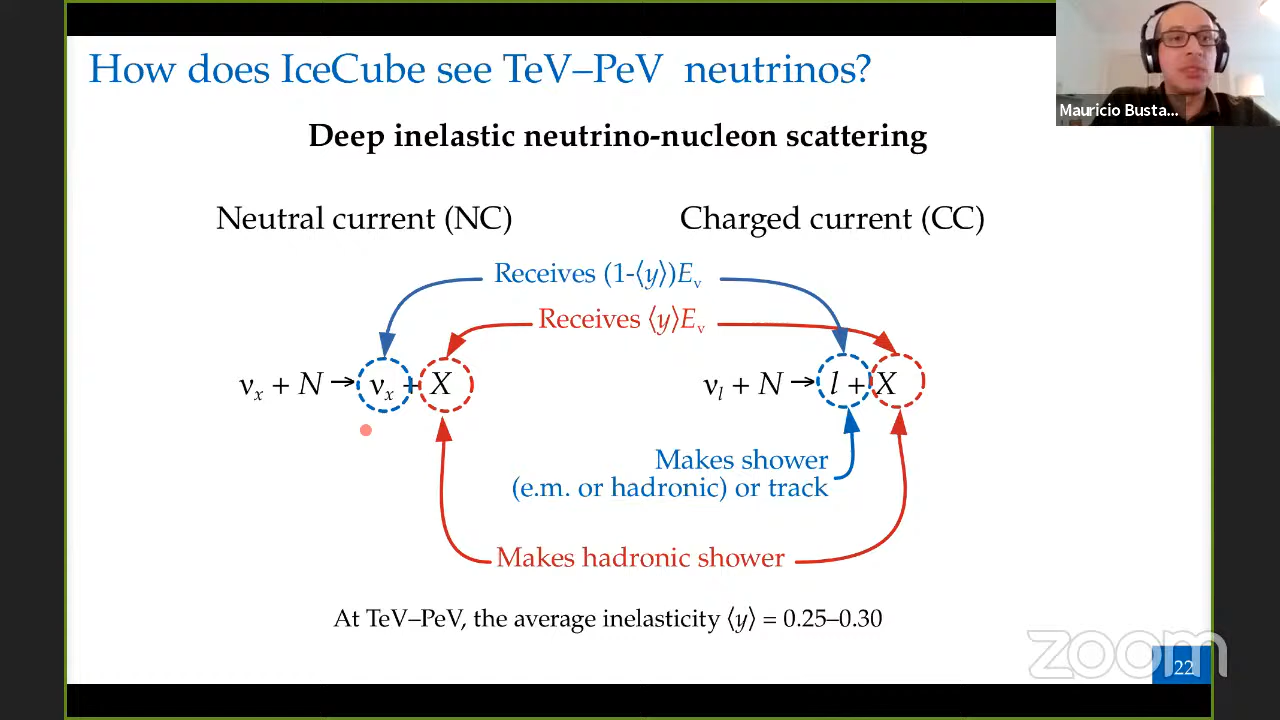 How does IceCube see TeV–PeV neutrinos?
Mauricio Busta...
Deep inelastic neutrino-nucleon scattering
Neutral current (NC)
Charged current (CC)
Receives (1-⟨y⟩)Eν
Receives ⟨y⟩Eν
νx + N → νx + X
νl + N → l + X
Makes shower
(e.m. or hadronic) or track
Makes hadronic shower
At TeV–PeV, the average inelasticity ⟨y⟩ = 0.25–0.30
zoom
22